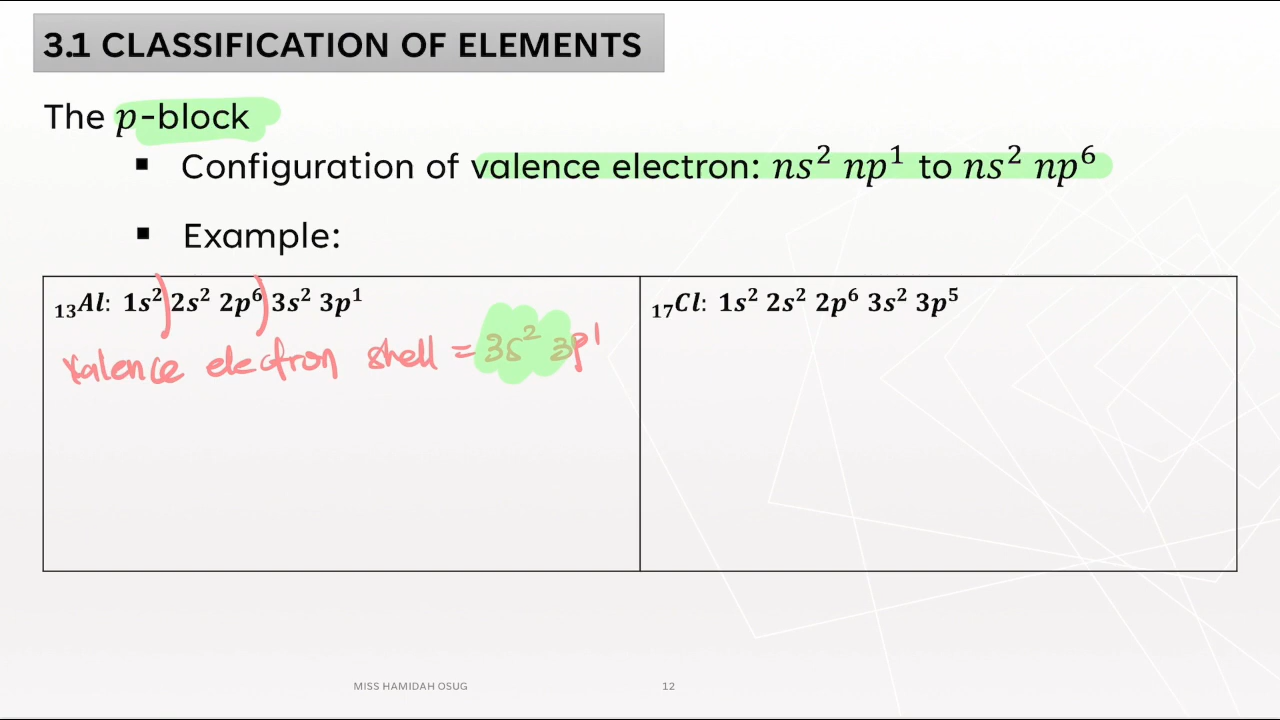 3.1 CLASSIFICATION OF ELEMENTS
The p-block
▪ Configuration of valence electron: ns² np¹ to ns² np⁶
▪ Example:
₁₃Al: 1s² 2s² 2p⁶ 3s² 3p¹
valence electron shell = 3s² 3p¹
₁₇Cl: 1s² 2s² 2p⁶ 3s² 3p⁵
MISS HAMIDAH OSUG
12